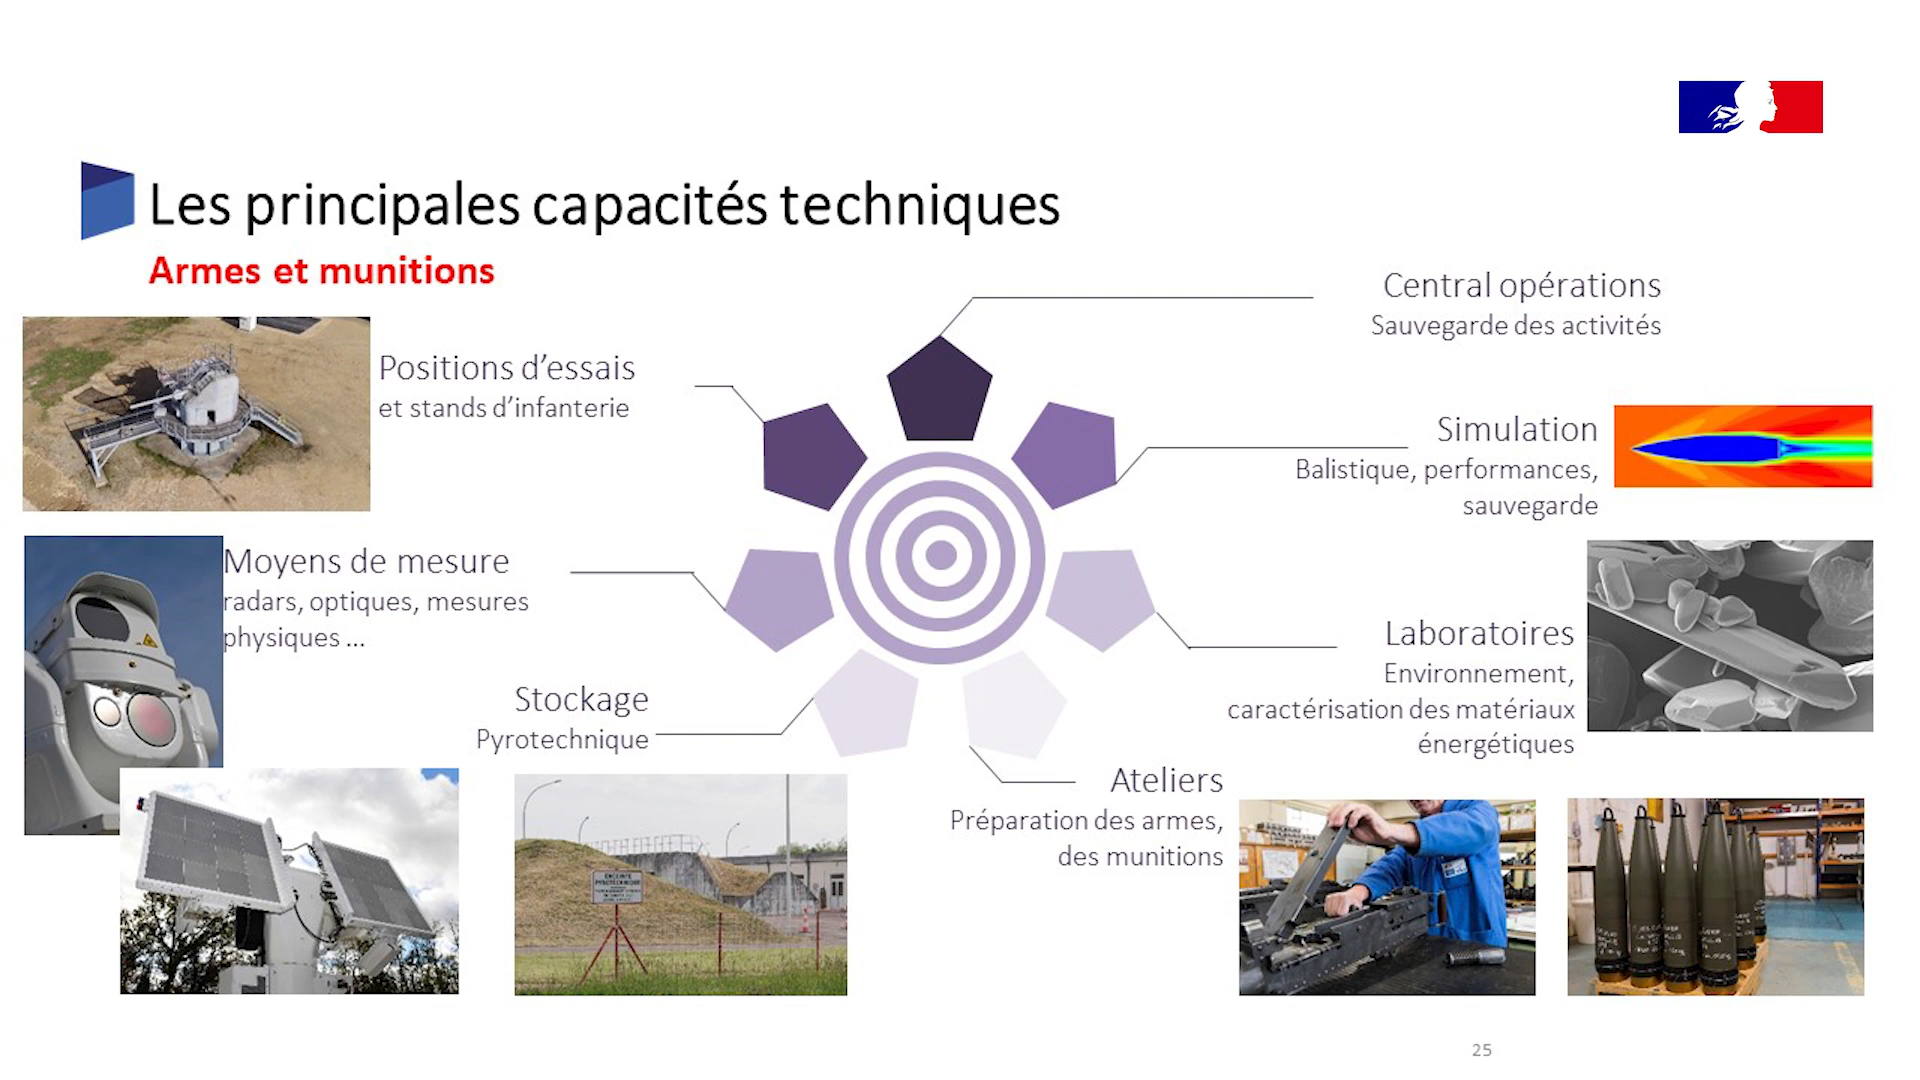 Les principales capacités techniques
Armes et munitions
Central opérations
Sauvegarde des activités
Positions d’essais
et stands d’infanterie
Simulation
Balistique, performances,
sauvegarde
Moyens de mesure
radars, optiques, mesures
physiques ...
Laboratoires
Environnement,
caractérisation des matériaux
énergétiques
Stockage
Pyrotechnique
Ateliers
Préparation des armes,
des munitions
ENCEINTE
PYROTECHNIQUE
25